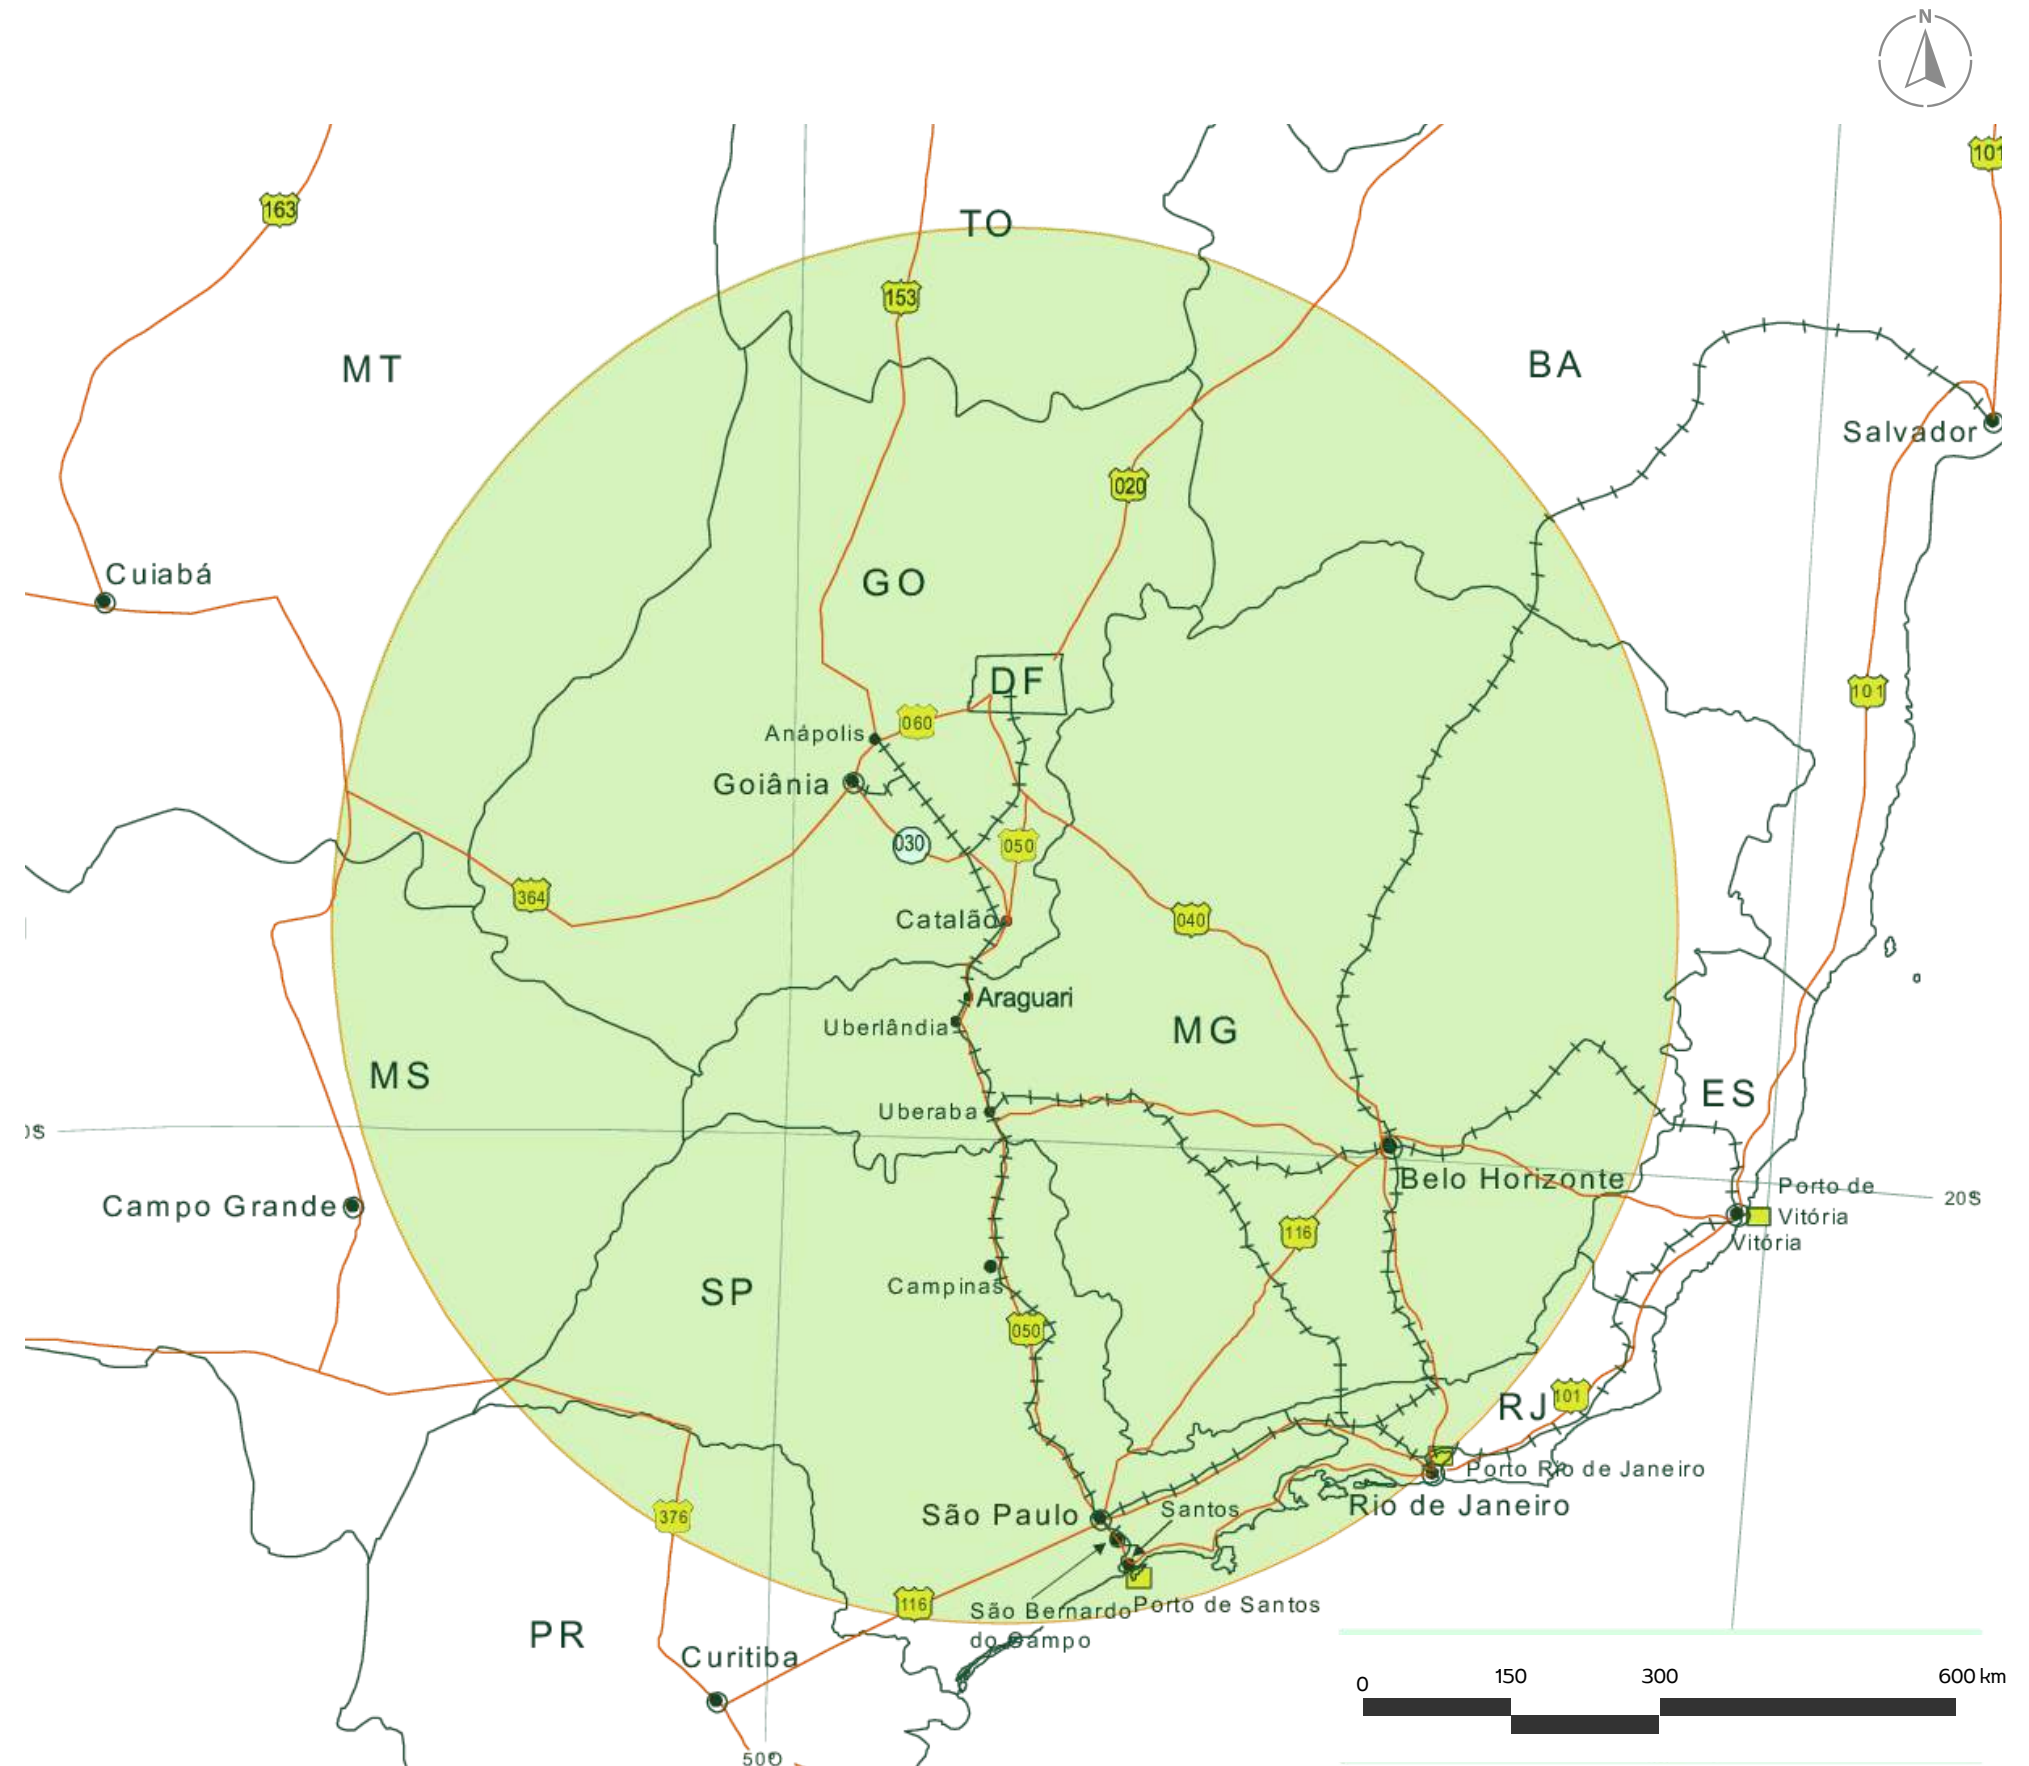 N
101
163
TO
153
MT
BA
Salvador
020
Cuiabá
GO
DF
101
060
Anápolis
Goiânia
030
050
364
Catalão
040
Araguari
Uberlândia
MG
MS
ES
Uberaba
Belo Horizonte
Porto de
Vitória
20S
Campo Grande
Vitória
116
Campinas
SP
050
101
RJ
Porto Rio de Janeiro
Rio de Janeiro
São Paulo
Santos
376
116
São Bernardo
do Campo
Porto de Santos
PR
Curitiba
0
150
300
600 km
50º